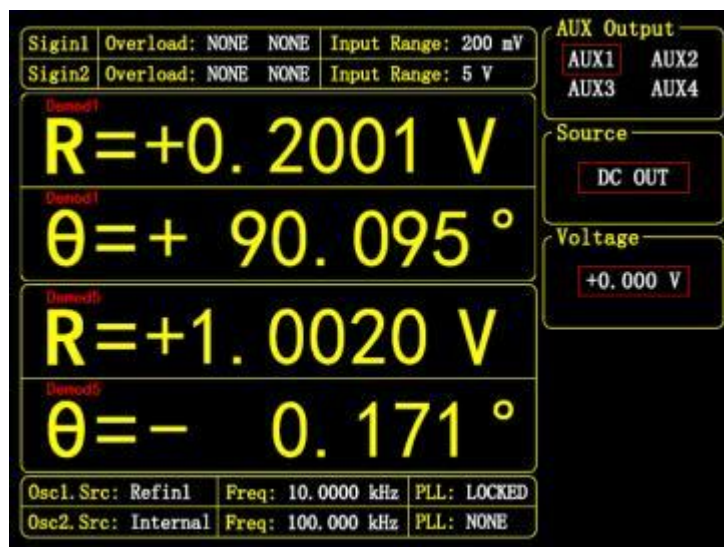 Sigin1 Overload: NONE NONE Input Range: 200 mV
Sigin2 Overload: NONE NONE Input Range: 5 V
Demod1
R=+0.2001 V
Demod1
θ=+ 90.095°
Demod5
R=+1.0020 V
Demod5
θ=- 0.171°
Osc1.Src: Refin1 Freq: 10.0000 kHz PLL: LOCKED
Osc2.Src: Internal Freq: 100.000 kHz PLL: NONE
AUX Output
AUX1 AUX2
AUX3 AUX4
Source
DC OUT
Voltage
+0.000 V